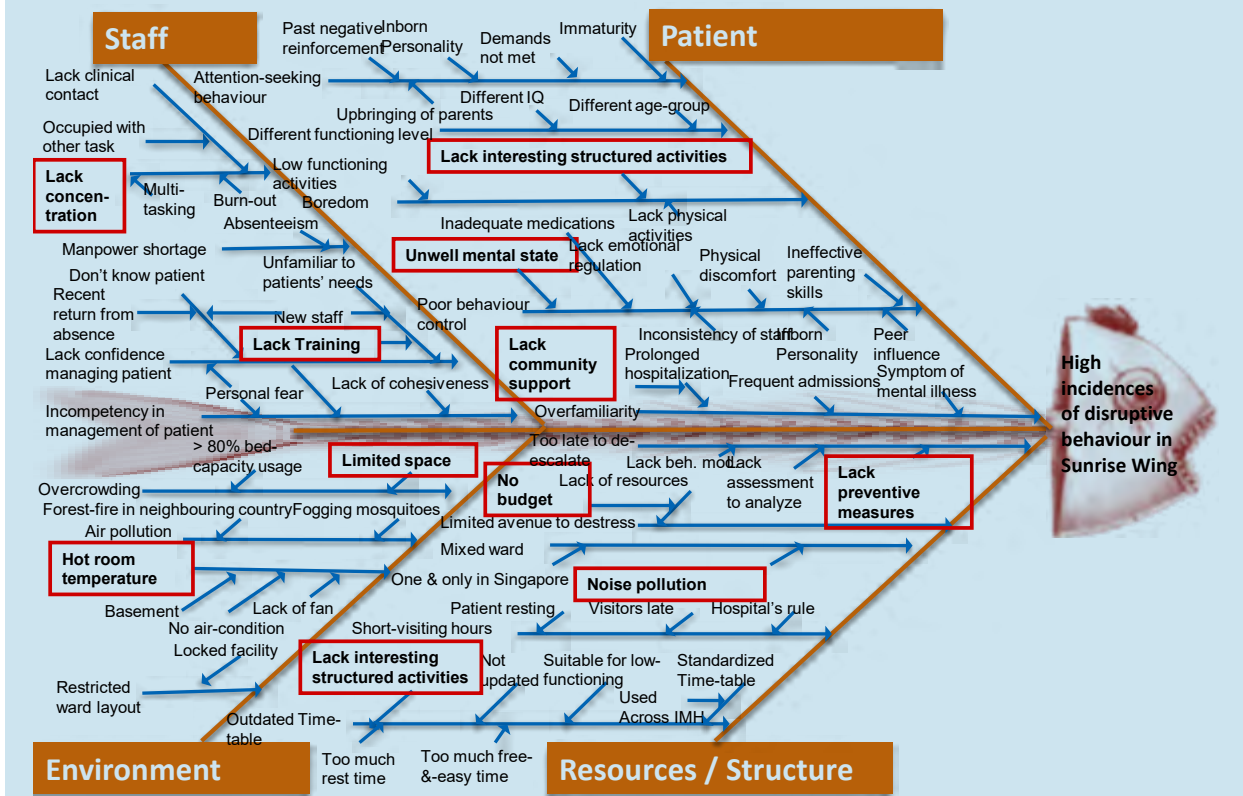 Staff
Patient
Past negative
reinforcement
Inborn
Personality
Demands
not met
Immaturity
Lack clinical
contact
Attention-seeking
behaviour
Upbringing of parents
Different IQ
Different age-group
Different functioning level
Occupied with
other task
Lack interesting structured activities
Lack
concen-
tration
Multi-
tasking
Burn-out
Low functioning
activities
Boredom
Lack physical
activities
Absenteeism
Manpower shortage
Inadequate medications
Unwell mental state
Lack emotional
regulation
Physical
discomfort
Ineffective
parenting
skills
Unfamiliar to
patients’ needs
Don’t know patient
Recent
return from
absence
New staff
Lack Training
Poor behaviour
control
Inconsistency of staff
Inborn
Personality
Peer
influence
Lack confidence
managing patient
Personal fear
Lack of cohesiveness
Lack
community
support
Prolonged
hospitalization
Frequent admissions
Symptom of
mental illness
Incompetency in
management of patient
Overfamiliarity
High
incidences
of disruptive
behaviour in
Sunrise Wing
> 80% bed-
capacity usage
Limited space
Overcrowding
Too late to de-
escalate
Lack beh. mod
Lack
assessment
to analyze
Lack
preventive
measures
No
budget
Lack of resources
Limited avenue to destress
Forest-fire in neighbouring country
Fogging mosquitoes
Air pollution
Hot room
temperature
Basement
No air-condition
Lack of fan
Mixed ward
One & only in Singapore
Noise pollution
Patient resting
Visitors late
Hospital’s rule
Short-visiting hours
Locked facility
Restricted
ward layout
Lack interesting
structured activities
Not
updated
Suitable for low-
functioning
Standardized
Time-table
Used
Across IMH
Outdated Time-
table
Too much
rest time
Too much free-
&-easy time
Environment
Resources / Structure